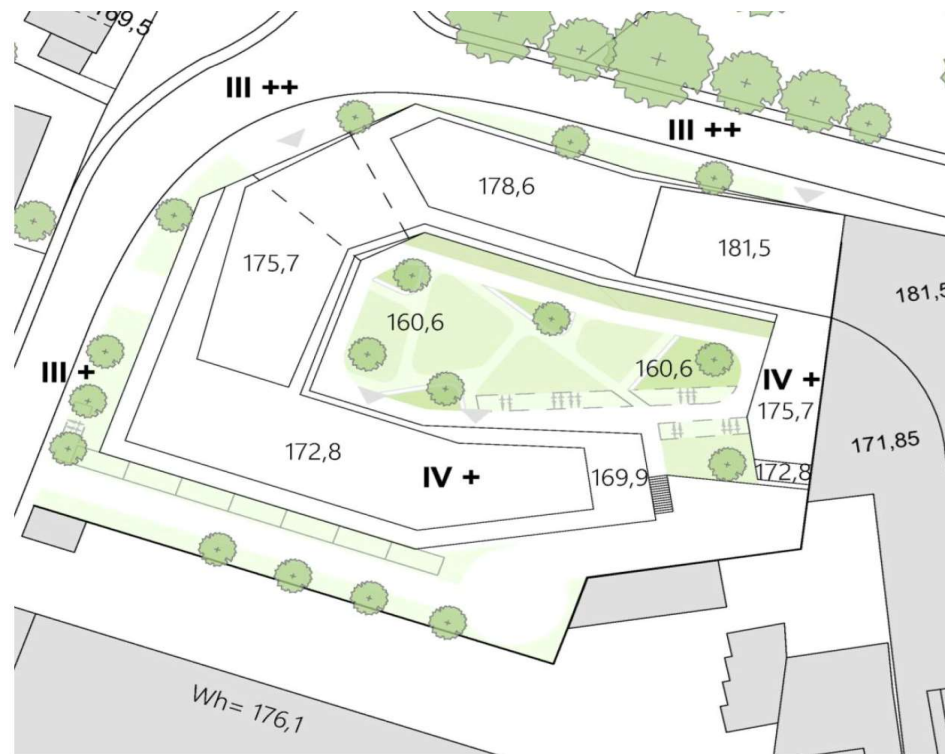 169,5
III ++
III ++
178,6
181,5
175,7
181,5
160,6
160,6
III +
IV +
175,7
171,85
172,8
IV +
169,9
172,8
Wh= 176,1